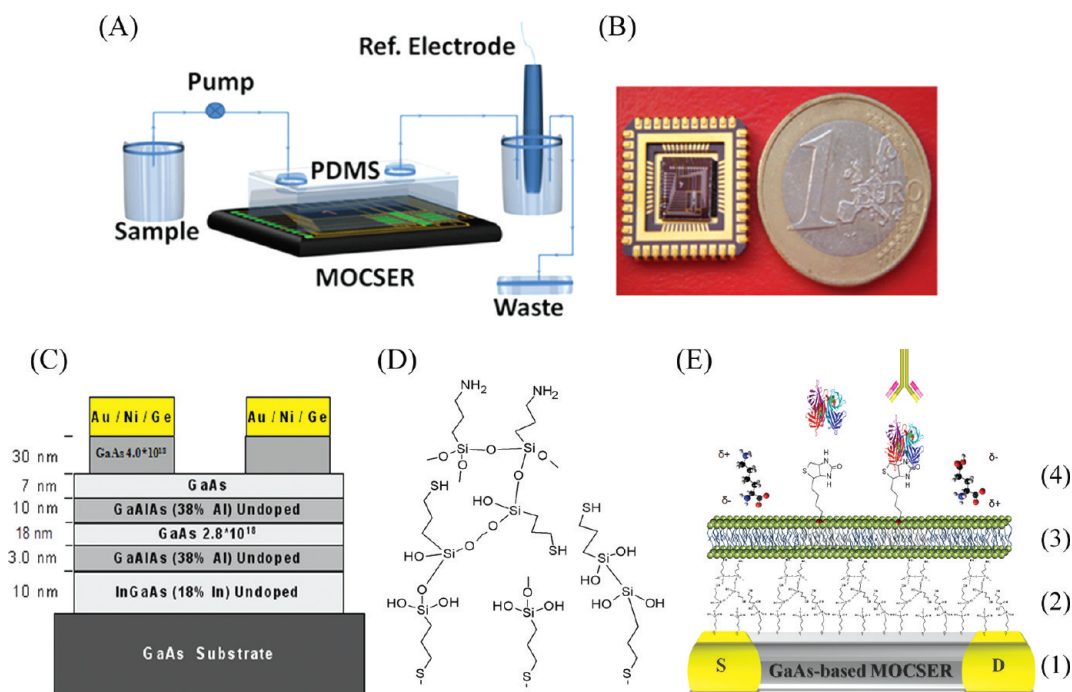 (A)
Ref. Electrode
Pump
PDMS
Sample
MOCSER
Waste
(B)
1
EURO
(C)
Au / Ni / Ge
Au / Ni / Ge
30 nm
GaAs 4.0*10¹⁸
7 nm
GaAs
10 nm
GaAlAs (38% Al) Undoped
18 nm
GaAs 2.8*10¹⁸
3.0 nm
GaAlAs (38% Al) Undoped
10 nm
InGaAs (18% In) Undoped
GaAs Substrate
(D)
NH₂
NH₂
Si
O
Si
O
O
O
O
SH
HO
Si
SH
O
O
SH
HO
Si
O
HO
Si
OH
O
HO
Si
OH
OH
Si
HO
Si
OH
HO
OH
S
S
S
(E)
δ+
δ-
δ-
δ+
(4)
(3)
(2)
(1)
S
GaAs-based MOCSER
D